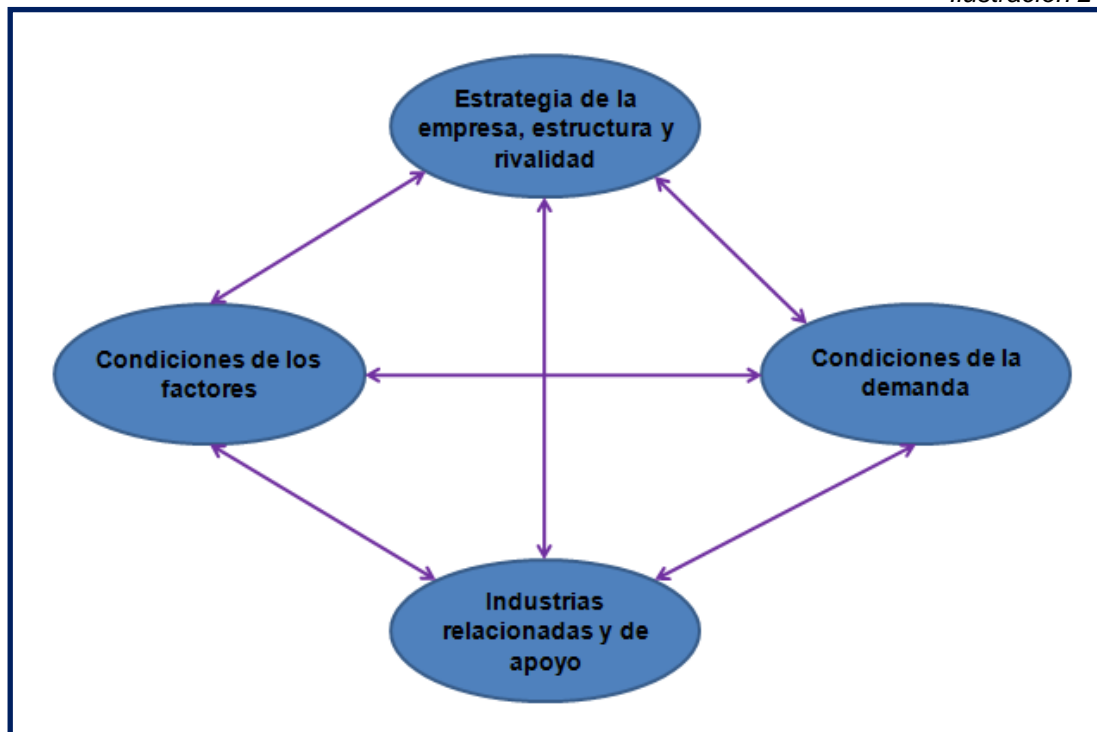 Estrategia de la
empresa, estructura y
rivalidad
Condiciones de los
factores
Condiciones de la
demanda
Industrias
relacionadas y de
apoyo